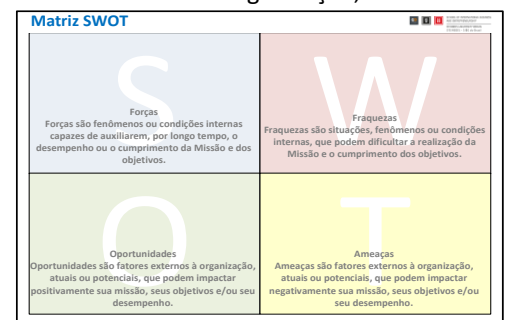 Matriz SWOT
S
Forças
Forças são fenômenos ou condições internas
capazes de auxiliarem, por longo tempo, o
desempenho ou o cumprimento da Missão e dos
objetivos.
W
Fraquezas
Fraquezas são situações, fenômenos ou condições
internas, que podem dificultar a realização da
Missão e o cumprimento dos objetivos.
O
Oportunidades
Oportunidades são fatores externos à organização,
atuais ou potenciais, que podem impactar
positivamente sua missão, seus objetivos e/ou seu
desempenho.
T
Ameaças
Ameaças são fatores externos à organização,
atuais ou potenciais, que podem impactar
negativamente sua missão, seus objetivos e/ou
seu desempenho.